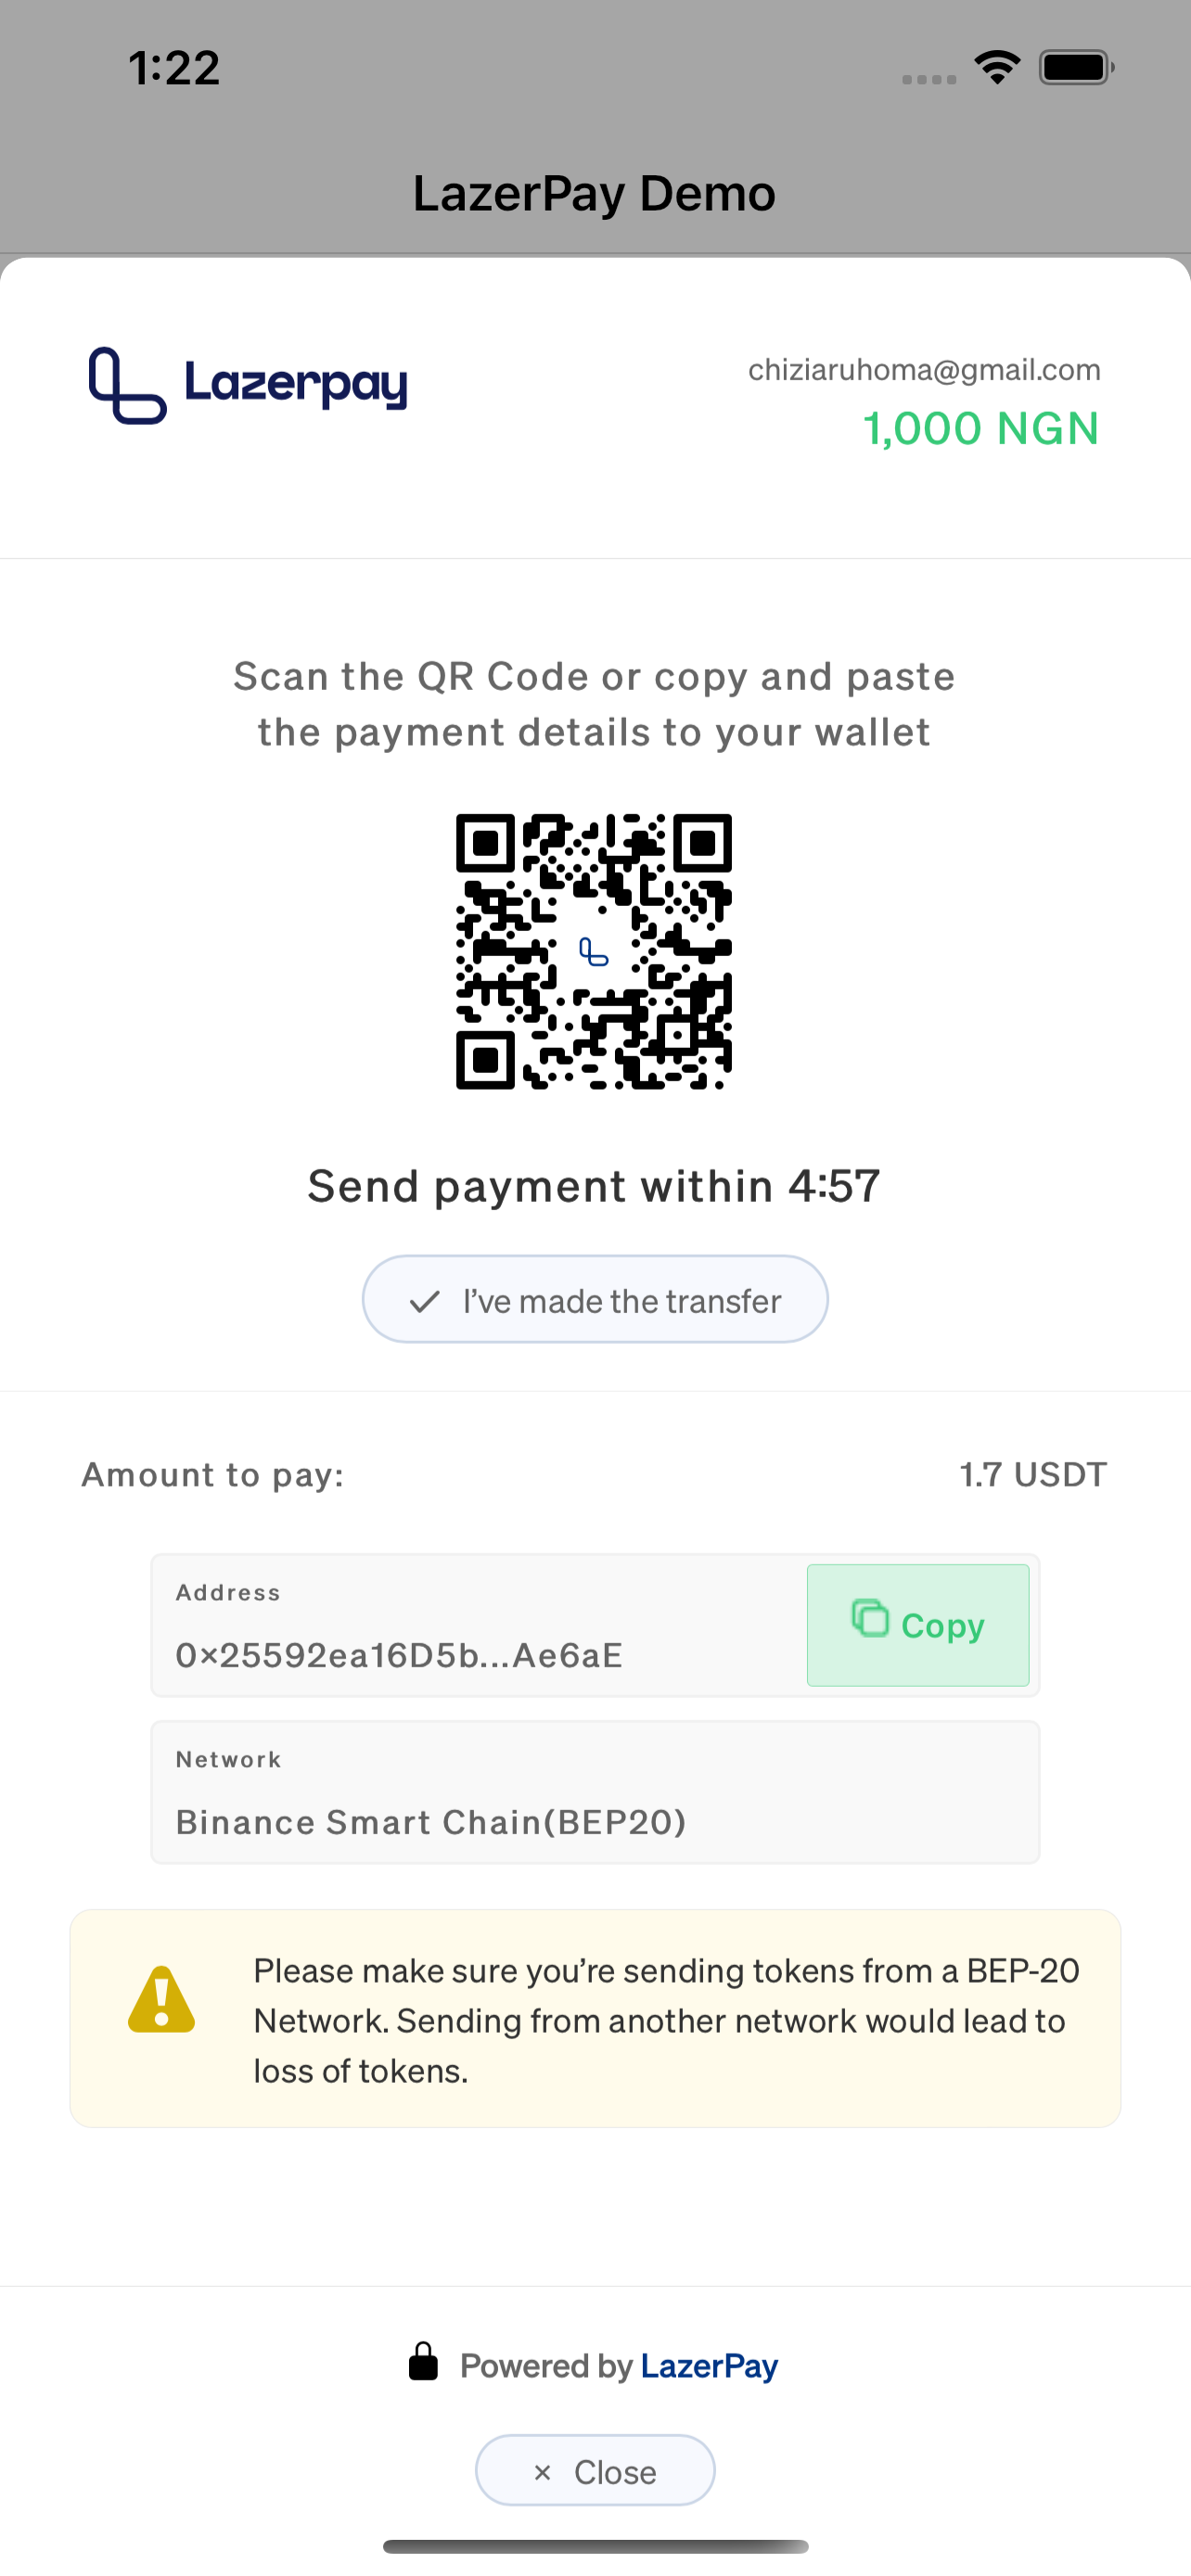 1:22
LazerPay Demo
Lazerpay
chiziaruhoma@gmail.com
1,000 NGN
Scan the QR Code or copy and paste
the payment details to your wallet
Send payment within 4:57
I’ve made the transfer
Amount to pay:
1.7 USDT
Address
0x25592ea16D5b...Ae6aE
Copy
Network
Binance Smart Chain(BEP20)
Please make sure you’re sending tokens from a BEP-20
Network. Sending from another network would lead to
loss of tokens.
Powered by LazerPay
× Close